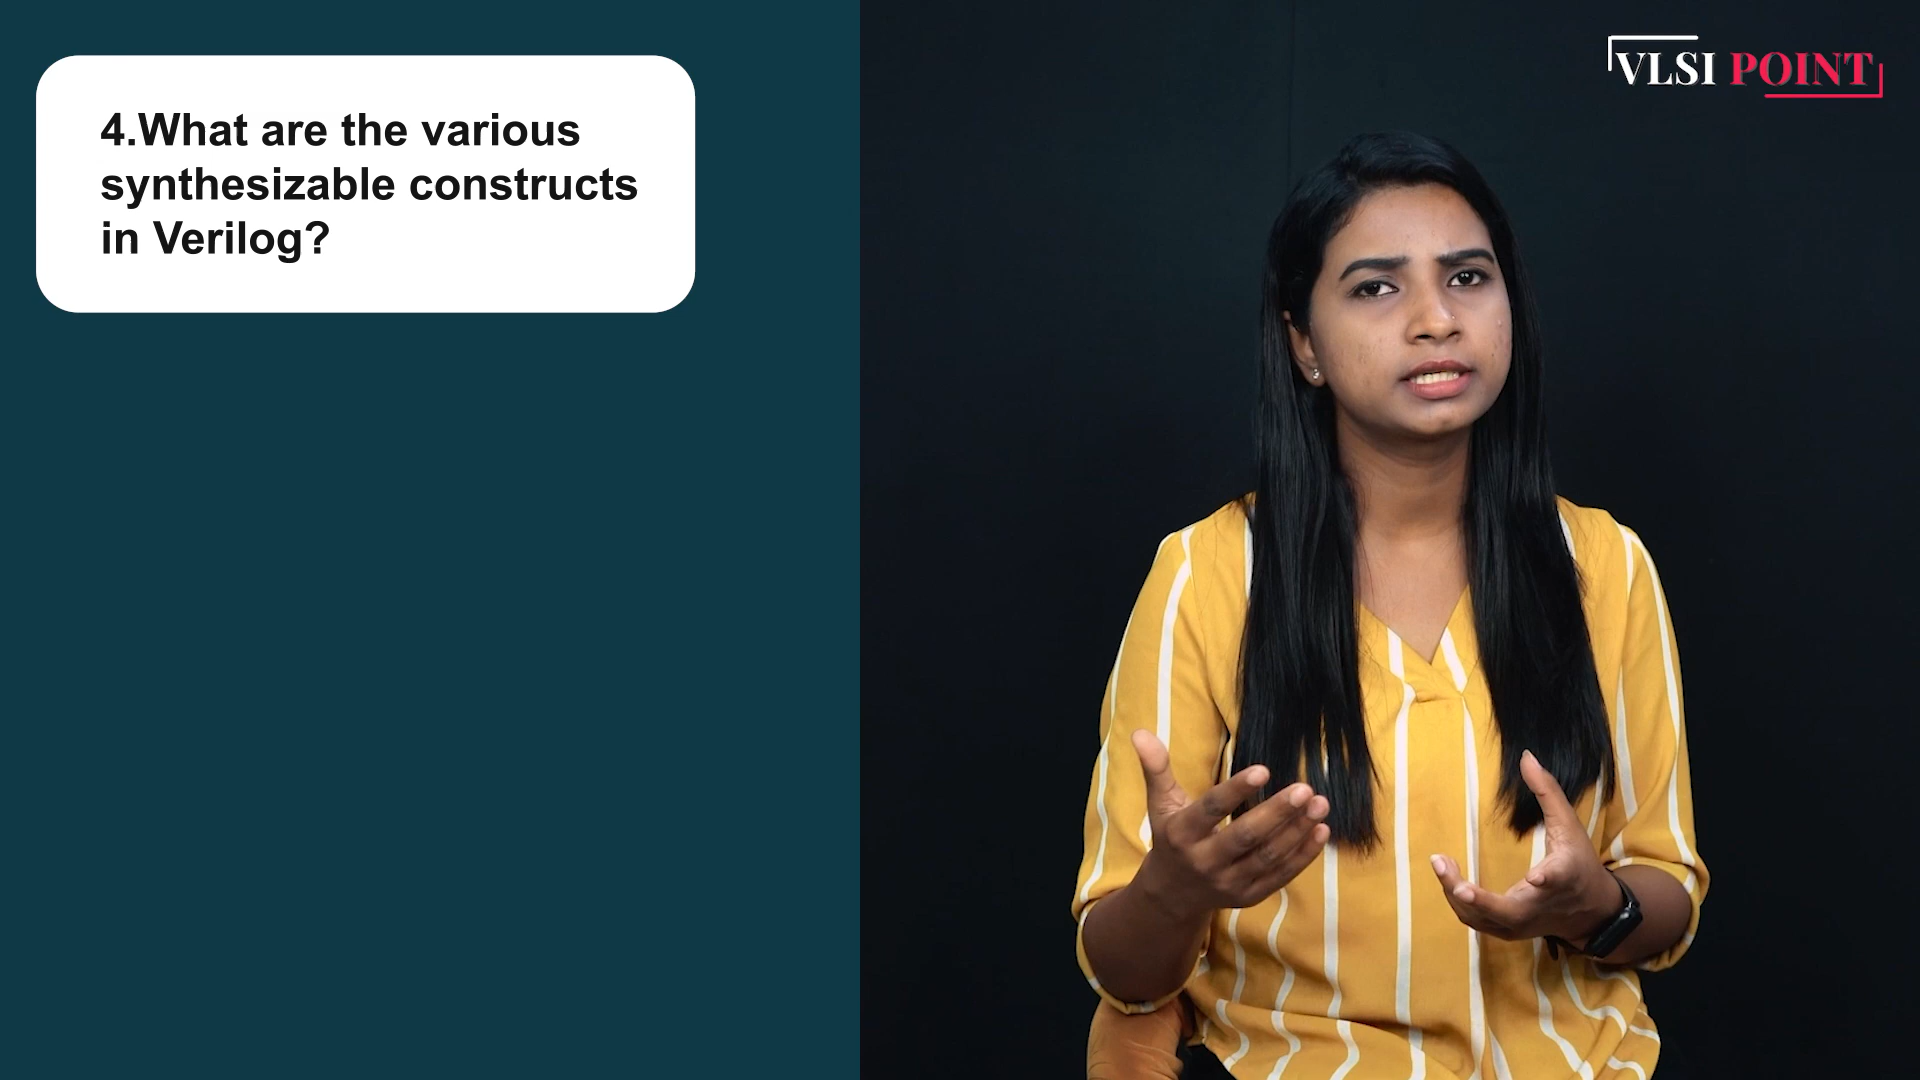 4.What are the various
synthesizable constructs
in Verilog?
VLSI POINT